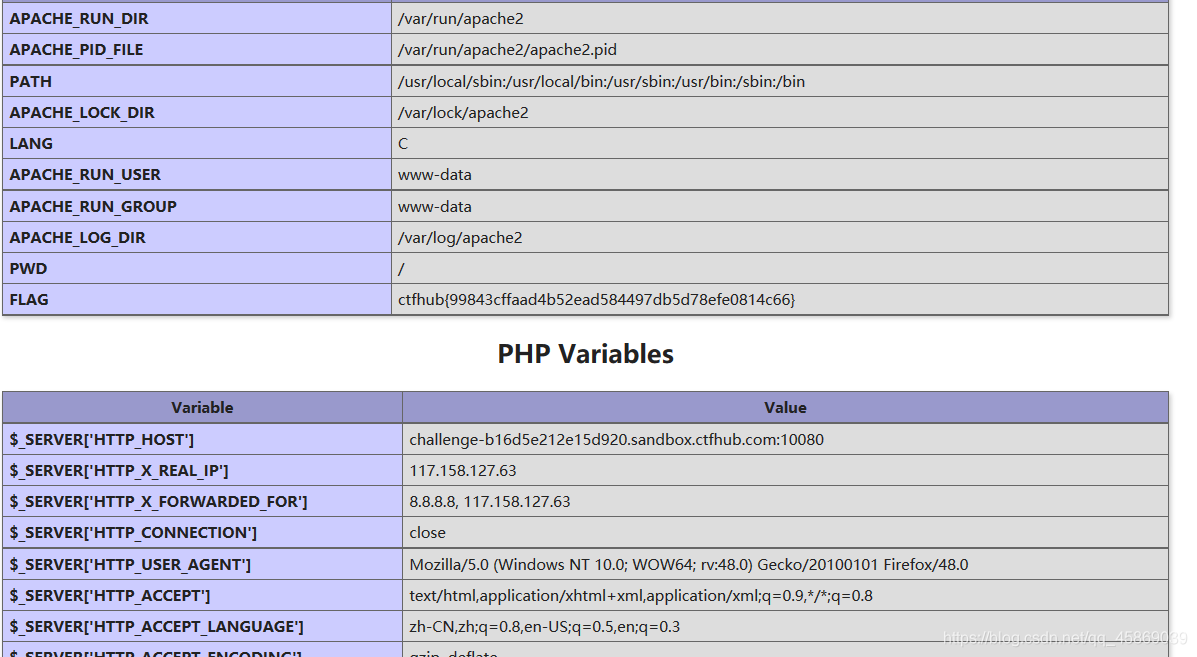 APACHE_RUN_DIR /var/run/apache2
APACHE_PID_FILE /var/run/apache2/apache2.pid
PATH /usr/local/sbin:/usr/local/bin:/usr/sbin:/usr/bin:/sbin:/bin
APACHE_LOCK_DIR /var/lock/apache2
LANG C
APACHE_RUN_USER www-data
APACHE_RUN_GROUP www-data
APACHE_LOG_DIR /var/log/apache2
PWD /
FLAG ctfhub{99843cffaad4b52ead584497db5d78efe0814c66}
PHP Variables
Variable Value
$_SERVER['HTTP_HOST'] challenge-b16d5e212e15d920.sandbox.ctfhub.com:10080
$_SERVER['HTTP_X_REAL_IP'] 117.158.127.63
$_SERVER['HTTP_X_FORWARDED_FOR'] 8.8.8.8, 117.158.127.63
$_SERVER['HTTP_CONNECTION'] close
$_SERVER['HTTP_USER_AGENT'] Mozilla/5.0 (Windows NT 10.0; WOW64; rv:48.0) Gecko/20100101 Firefox/48.0
$_SERVER['HTTP_ACCEPT'] text/html,application/xhtml+xml,application/xml;q=0.9,*/*;q=0.8
$_SERVER['HTTP_ACCEPT_LANGUAGE'] zh-CN,zh;q=0.8,en-US;q=0.5,en;q=0.3
https://blog.csdn.net/qq_45869039
$_SERVER['HTTP_ACCEPT_ENCODING'] gzip, deflate